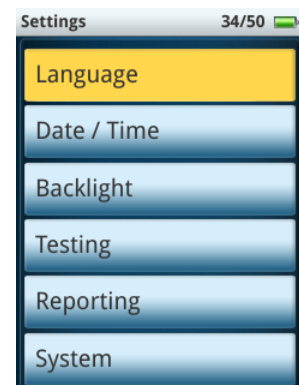 Settings 34/50
Language
Date / Time
Backlight
Testing
Reporting
System